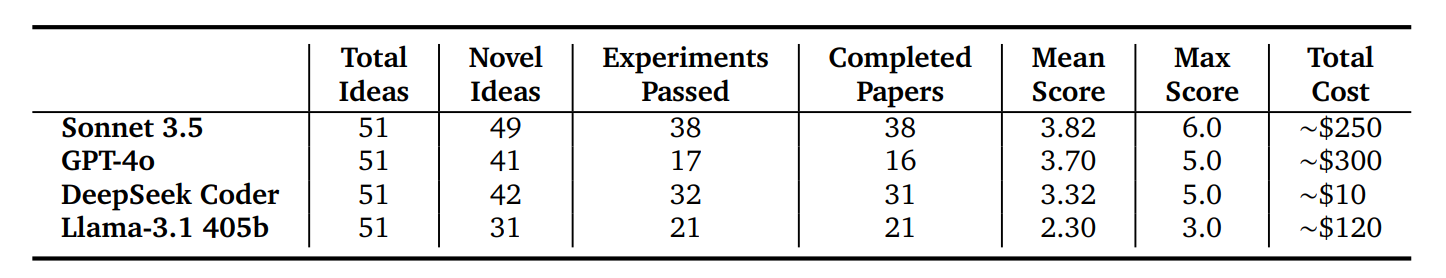 Total Novel Experiments Completed Mean Max Total
Ideas Ideas Passed Papers Score Score Cost
Sonnet 3.5 51 49 38 38 3.82 6.0 ~$250
GPT-4o 51 41 17 16 3.70 5.0 ~$300
DeepSeek Coder 51 42 32 31 3.32 5.0 ~$10
Llama-3.1 405b 51 31 21 21 2.30 3.0 ~$120